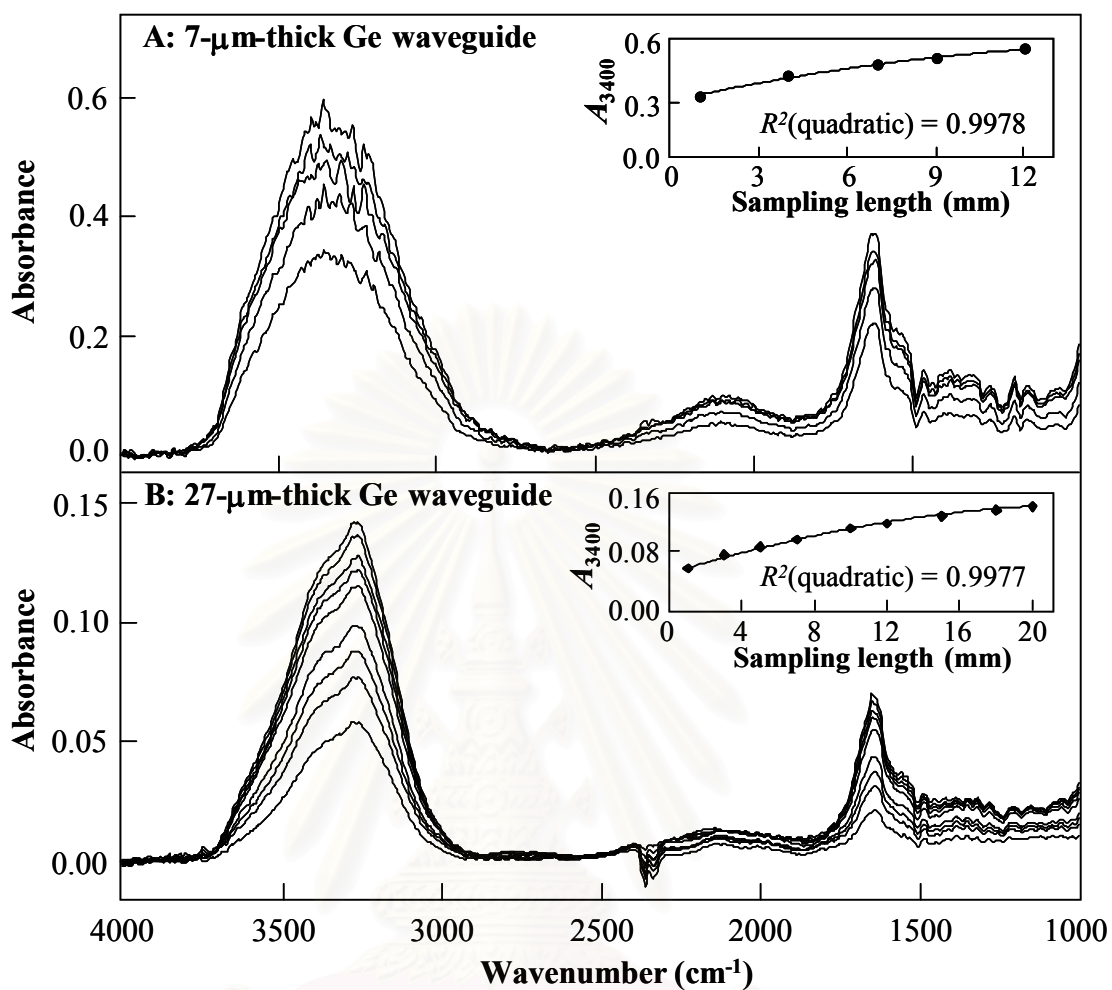 A: 7-μm-thick Ge waveguide
Absorbance
0.6
0.4
0.2
0.0
A3400
0.6
0.3
0.0
R2(quadratic) = 0.9978
0 3 6 9 12
Sampling length (mm)
B: 27-μm-thick Ge waveguide
Absorbance
0.15
0.10
0.05
0.00
A3400
0.16
0.08
0.00
R2(quadratic) = 0.9977
0 4 8 12 16 20
Sampling length (mm)
4000 3500 3000 2500 2000 1500 1000
Wavenumber (cm-1)